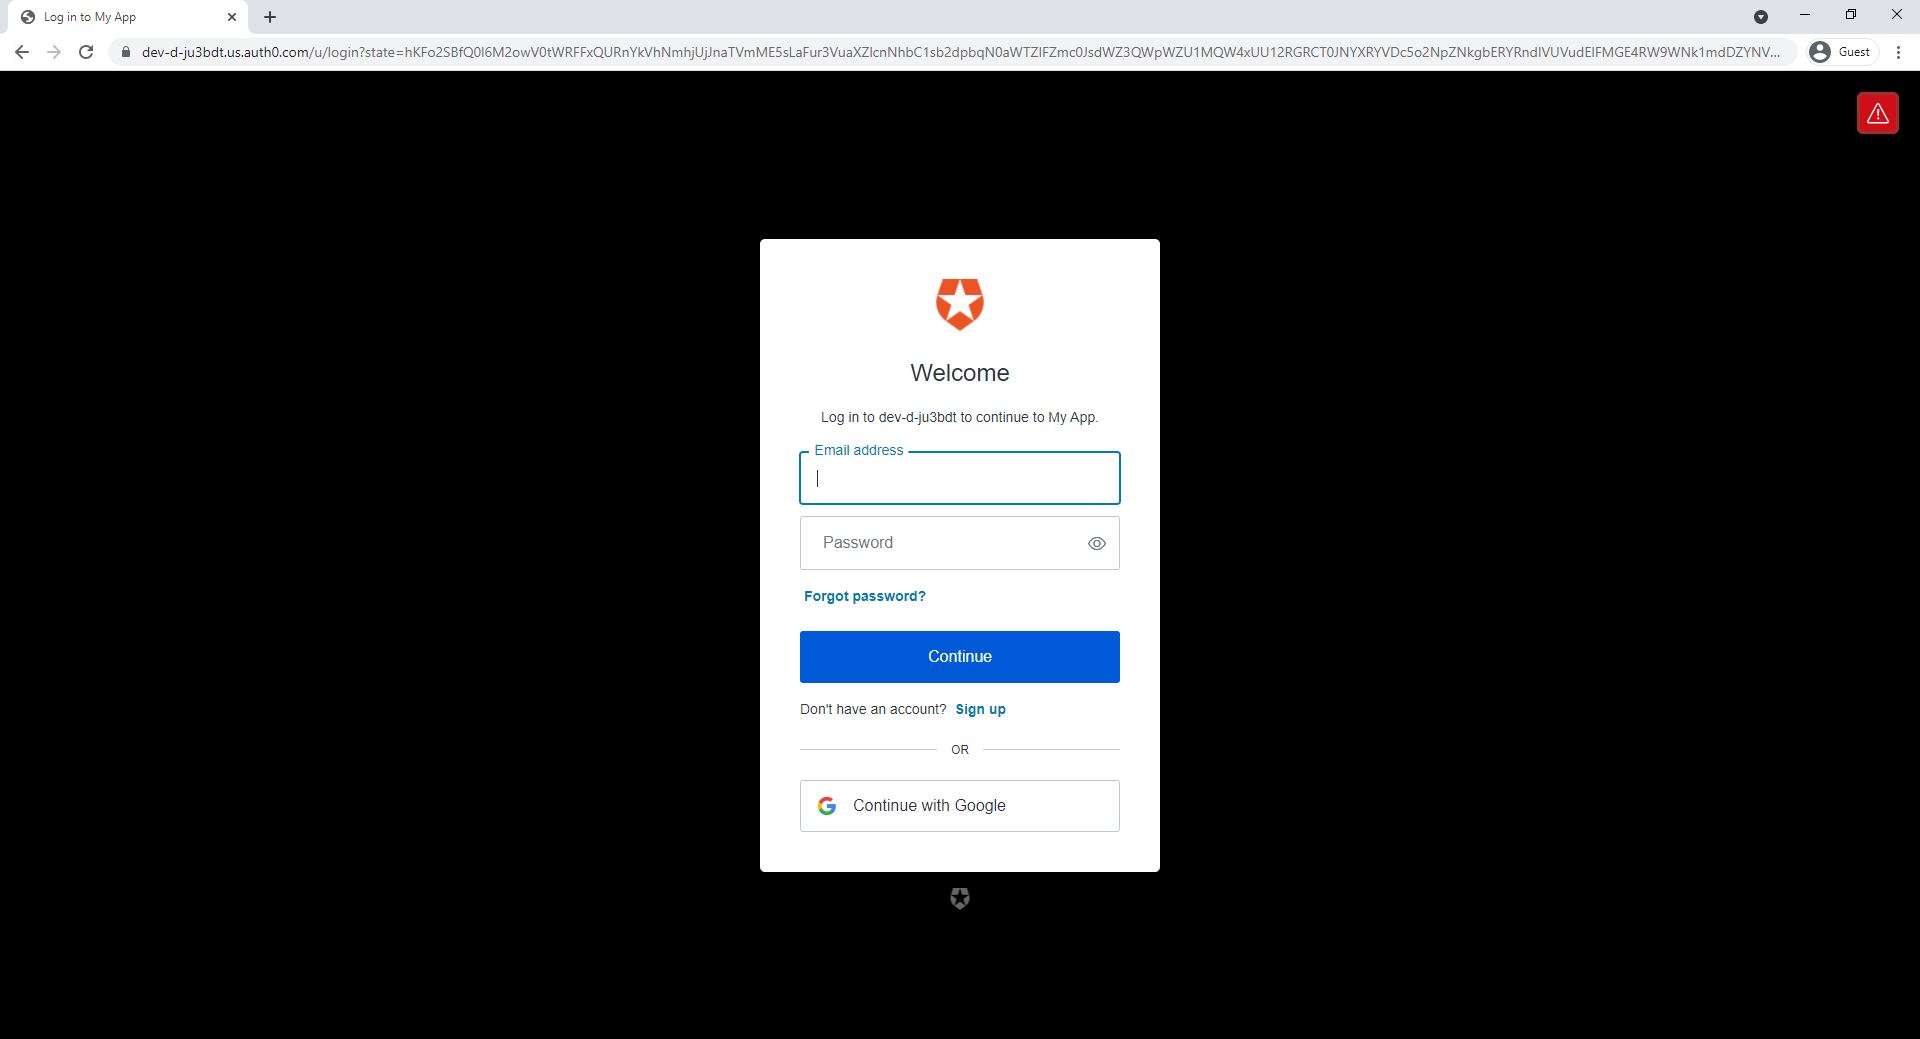 Log in to My App
dev-d-ju3bdt.us.auth0.com/u/login?state=
Guest
Welcome
Log in to dev-d-ju3bdt to continue to My App.
Email address
Password
Forgot password?
Continue
Don't have an account? Sign up
OR
Continue with Google